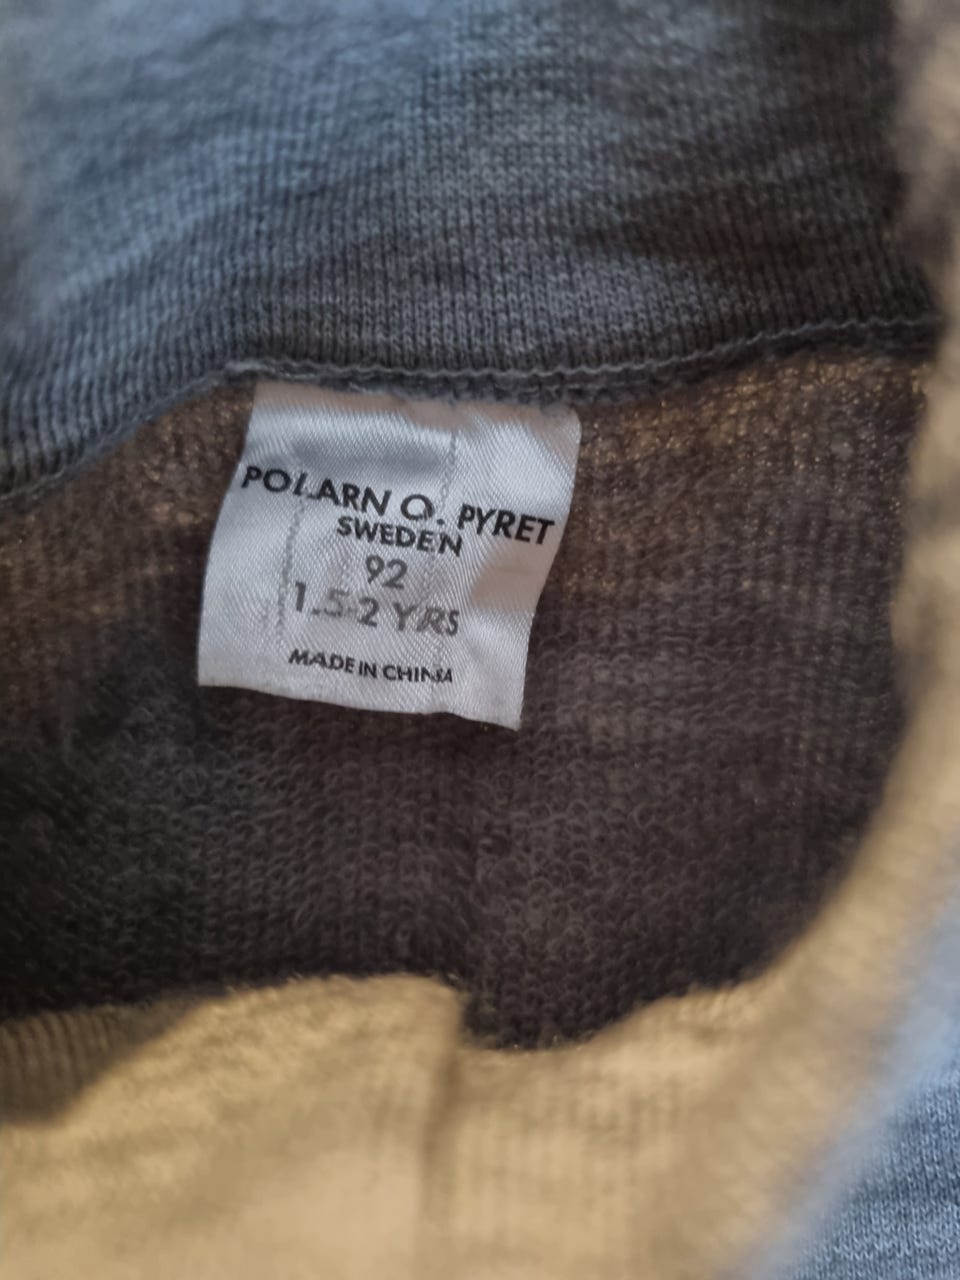 POLARN O. PYRET
SWEDEN
92
1.5-2 YRS
MADE IN CHINA